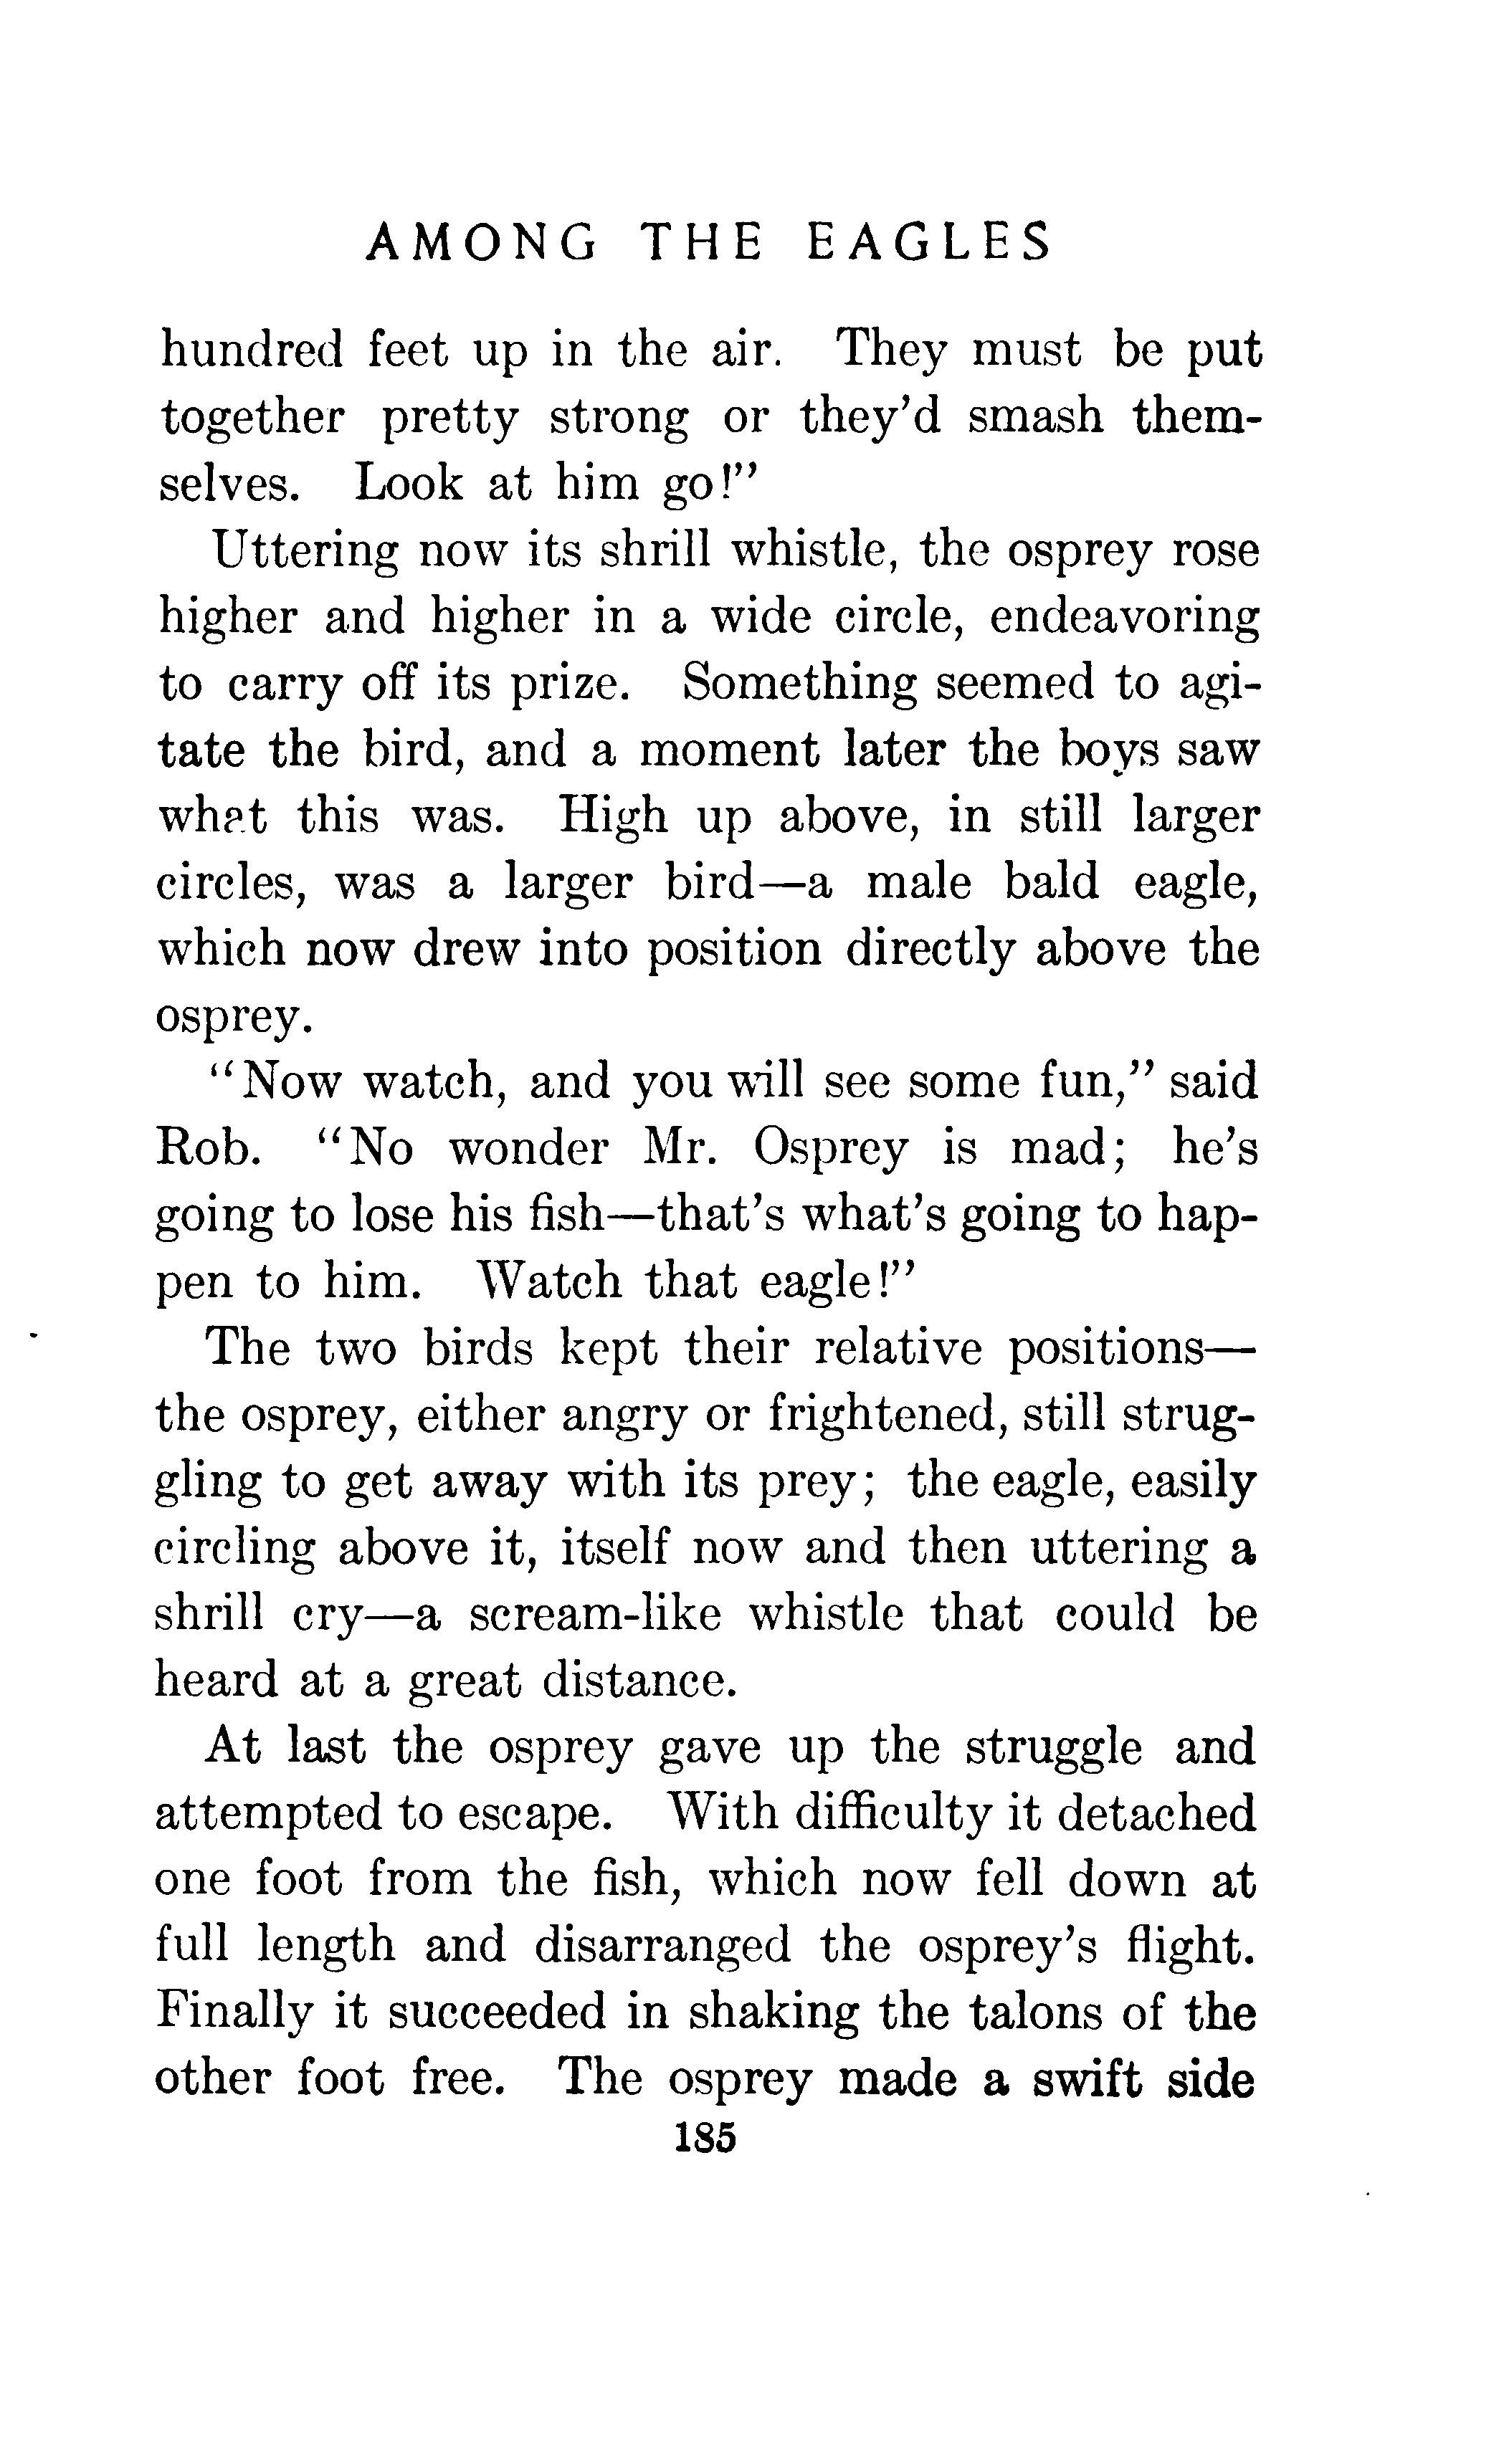 AMONG THE EAGLES
hundred feet up in the air. They must be put
together pretty strong or they'd smash them-
selves. Look at him go!"
Uttering now its shrill whistle, the osprey rose
higher and higher in a wide circle, endeavoring
to carry off its prize. Something seemed to agi-
tate the bird, and a moment later the boys saw
what this was. High up above, in still larger
circles, was a larger bird—a male bald eagle,
which now drew into position directly above the
osprey.
"Now watch, and you will see some fun," said
Rob. "No wonder Mr. Osprey is mad; he's
going to lose his fish—that's what's going to hap-
pen to him. Watch that eagle!"
The two birds kept their relative positions—
the osprey, either angry or frightened, still strug-
gling to get away with its prey; the eagle, easily
circling above it, itself now and then uttering a
shrill cry—a scream-like whistle that could be
heard at a great distance.
At last the osprey gave up the struggle and
attempted to escape. With difficulty it detached
one foot from the fish, which now fell down at
full length and disarranged the osprey's flight.
Finally it succeeded in shaking the talons of the
other foot free. The osprey made a swift side
185